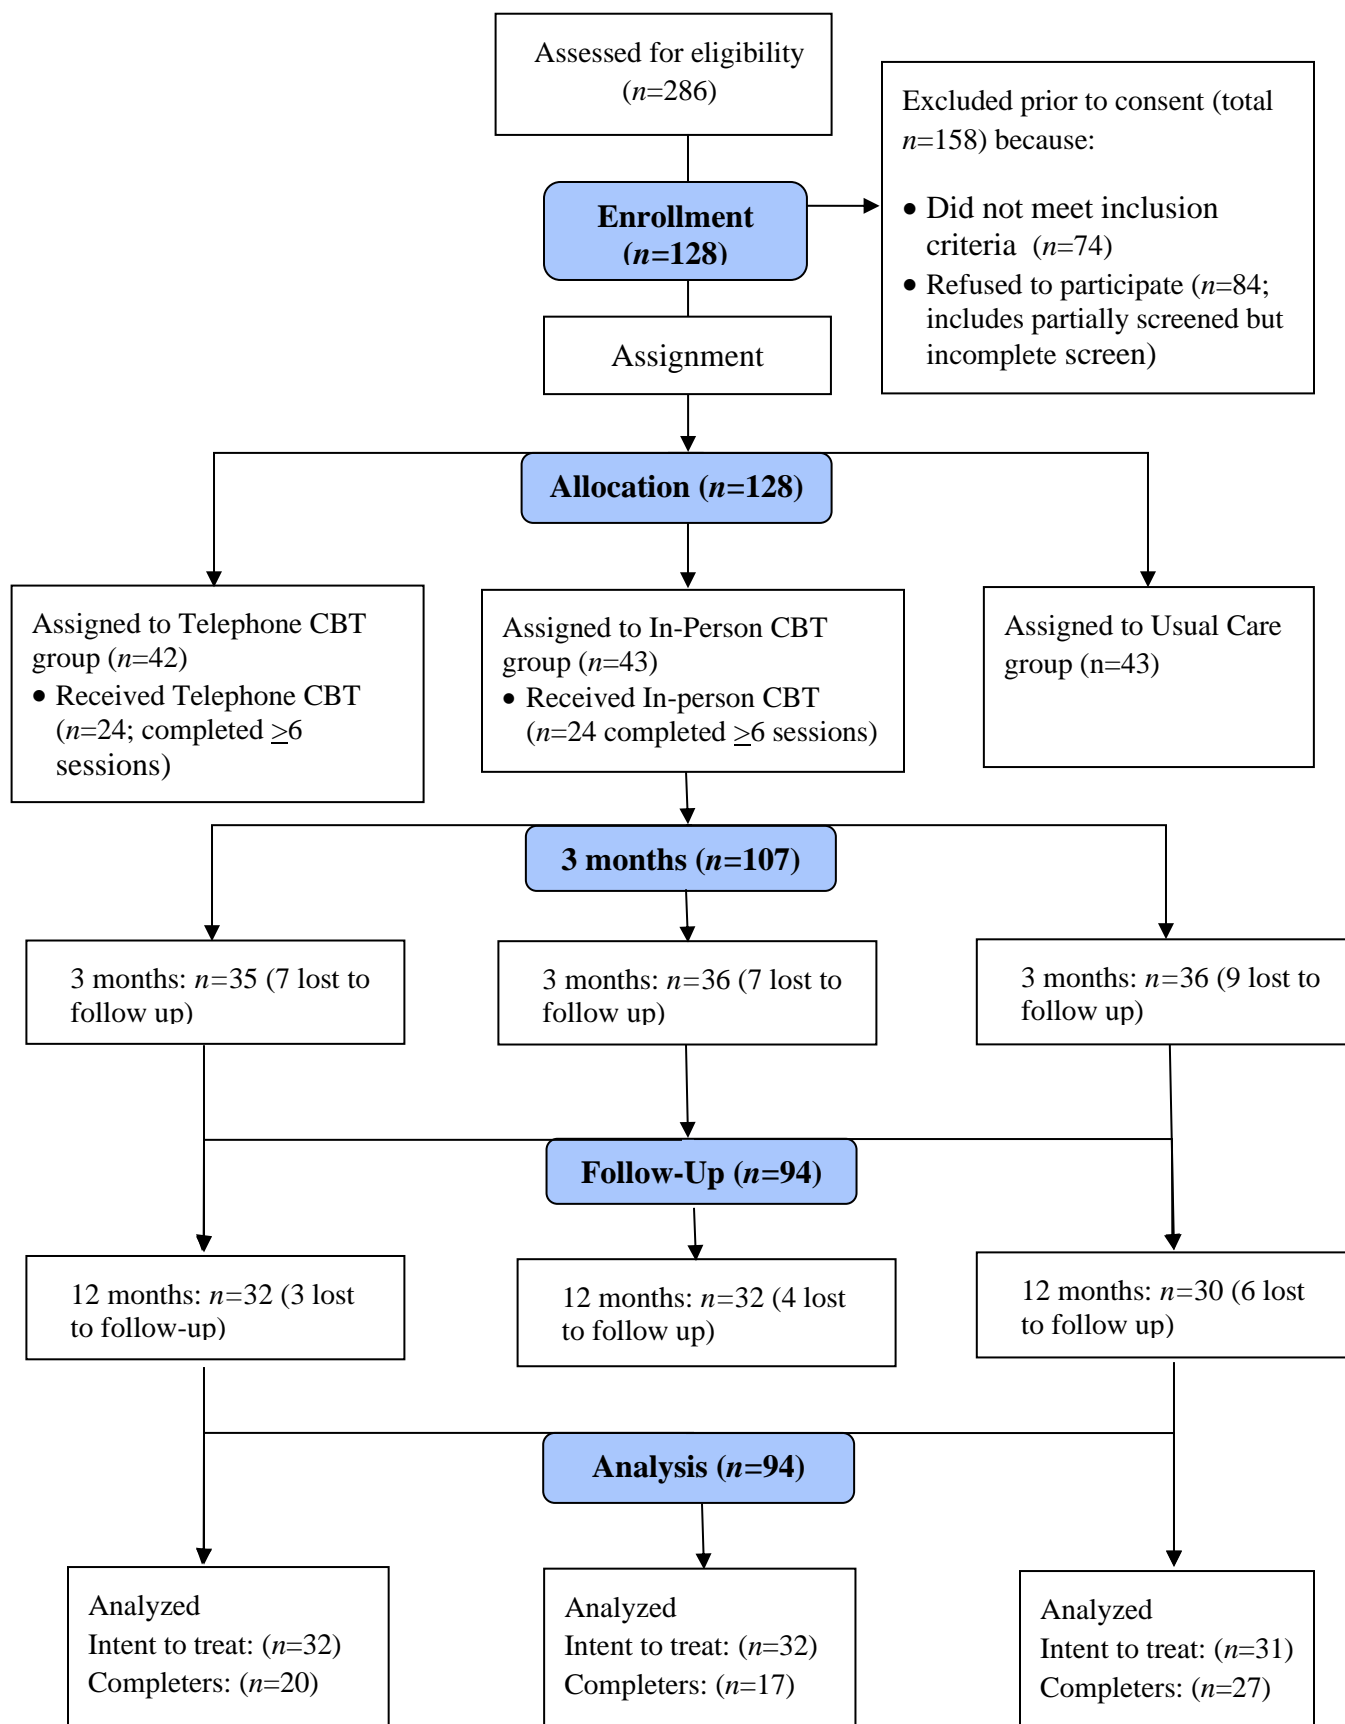 Assessed for eligibility
(n=286)
Excluded prior to consent (total
n=158) because:
• Did not meet inclusion
criteria (n=74)
• Refused to participate (n=84;
includes partially screened but
incomplete screen)
Enrollment
(n=128)
Assignment
Allocation (n=128)
Assigned to Telephone CBT
group (n=42)
• Received Telephone CBT
(n=24; completed >6
sessions)
Assigned to In-Person CBT
group (n=43)
• Received In-person CBT
(n=24 completed >6 sessions)
Assigned to Usual Care
group (n=43)
3 months (n=107)
3 months: n=35 (7 lost to
follow up)
3 months: n=36 (7 lost to
follow up)
3 months: n=36 (9 lost to
follow up)
Follow-Up (n=94)
12 months: n=32 (3 lost
to follow-up)
12 months: n=32 (4 lost
to follow up)
12 months: n=30 (6 lost
to follow up)
Analysis (n=94)
Analyzed
Intent to treat: (n=32)
Completers: (n=20)
Analyzed
Intent to treat: (n=32)
Completers: (n=17)
Analyzed
Intent to treat: (n=31)
Completers: (n=27)